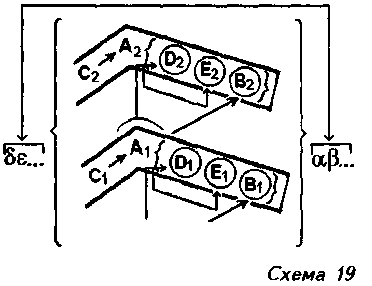 A₂ D₂ E₂ B₂
C₂
δε... αβ...
A₁ D₁ E₁ B₁
C₁
Схема 19